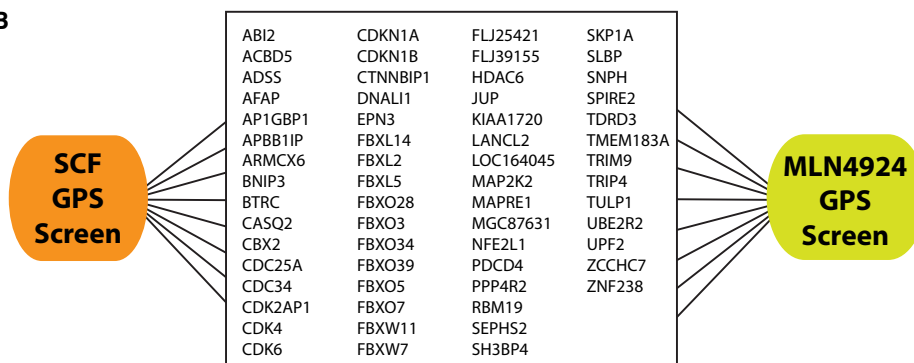 B
ABI2 CDKN1A FLJ25421 SKP1A
ACBD5 CDKN1B FLJ39155 SLBP
ADSS CTNNBIP1 HDAC6 SNPH
AFAP DNALI1 JUP SPIRE2
AP1GBP1 EPN3 KIAA1720 TDRD3
APBB1IP FBXL14 LANCL2 TMEM183A
ARMCX6 FBXL2 LOC164045 TRIM9
BNIP3 FBXL5 MAP2K2 TRIP4
BTRC FBXO28 MAPRE1 TULP1
CASQ2 FBXO3 MGC87631 UBE2R2
CBX2 FBXO34 NFE2L1 UPF2
CDC25A FBXO39 PDCD4 ZCCHC7
CDC34 FBXO5 PPP4R2 ZNF238
CDK2AP1 FBXO7 RBM19
CDK4 FBXW11 SEPHS2
CDK6 FBXW7 SH3BP4
SCF
GPS
Screen
MLN4924
GPS
Screen